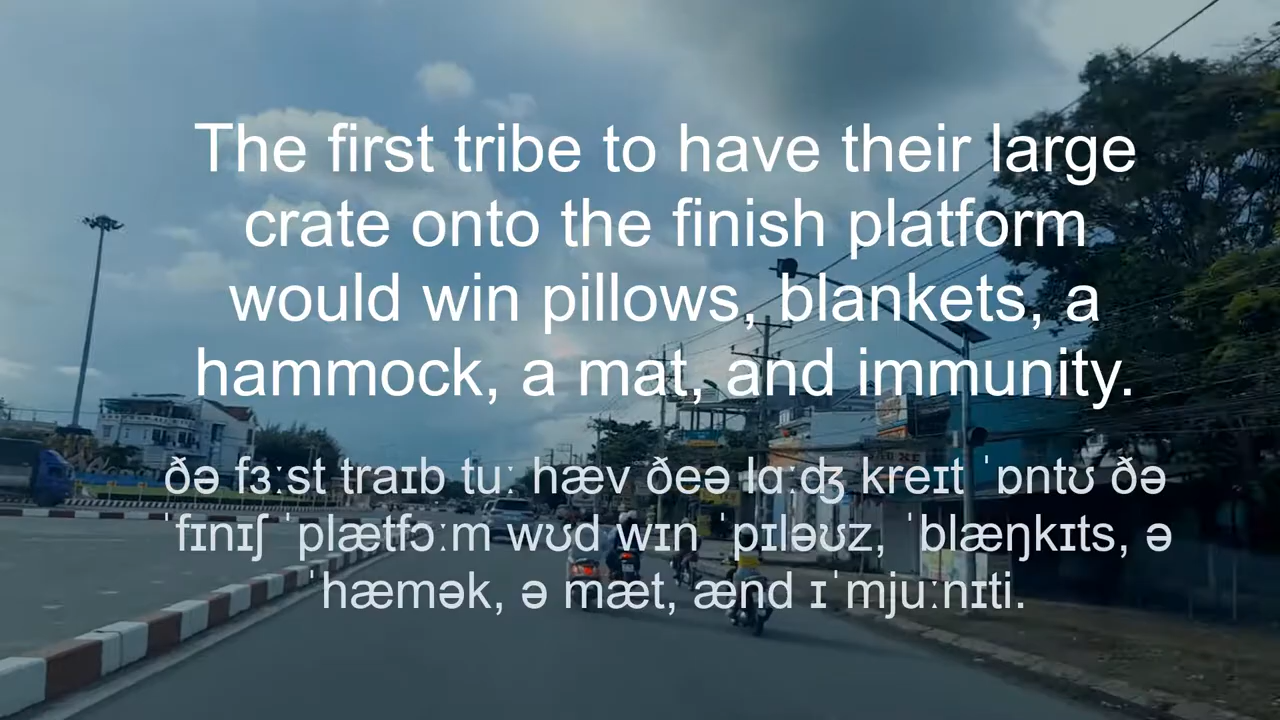 The first tribe to have their large
crate onto the finish platform
would win pillows, blankets, a
hammock, a mat, and immunity.
ðə fɜːst traɪb tuː hæv ðeə lɑːʤ kreɪt ˈɒntʊ ðə
ˈfɪnɪʃ ˈplætfɔːm wʊd wɪn ˈpɪləʊz, ˈblæŋkɪts, ə
ˈhæmək, ə mæt, ænd ɪˈmjuːnɪti.